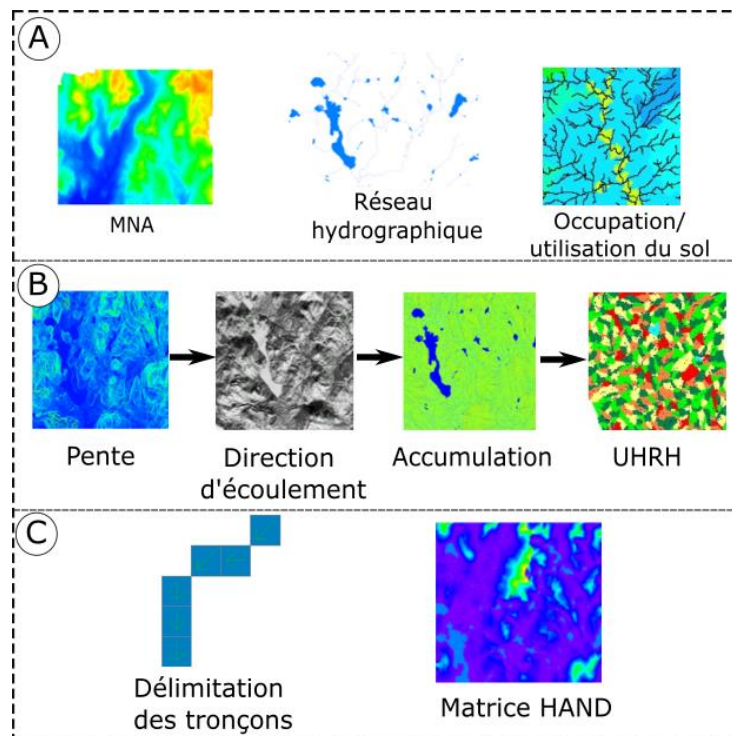 A
MNA
Réseau
hydrographique
Occupation/
utilisation du sol
B
Pente
Direction
d'écoulement
Accumulation
UHRH
C
Délimitation
des tronçons
Matrice HAND